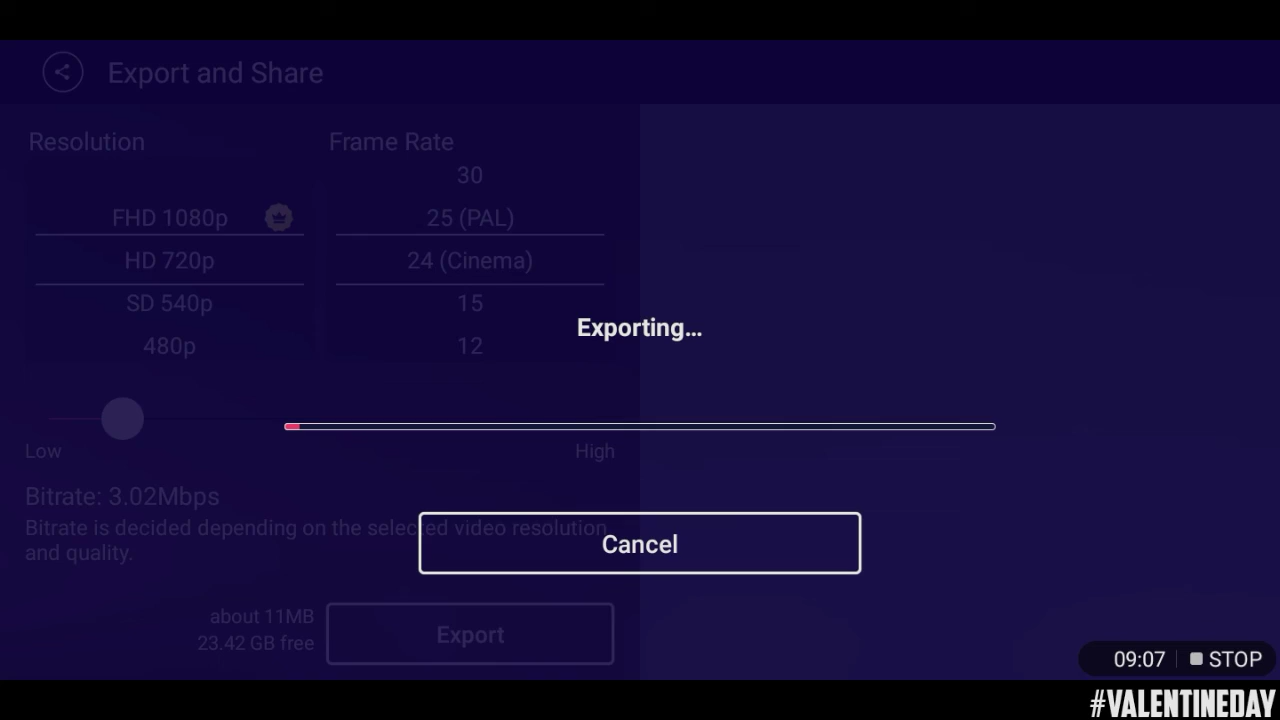 Export and Share
Resolution
Frame Rate
30
FHD 1080p
25 (PAL)
HD 720p
24 (Cinema)
SD 540p
15
Exporting...
480p
12
Low
High
Bitrate: 3.02Mbps
Bitrate is decided depending on the selected video resolution
and quality.
Cancel
about 11MB
23.42 GB free
Export
09:07
STOP
#VALENTINEDAY